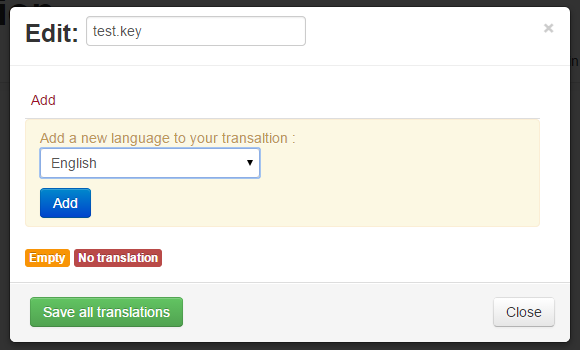 Edit: test.key ×
Add
Add a new language to your transaltion :
English
Add
Empty No translation
Save all translations Close